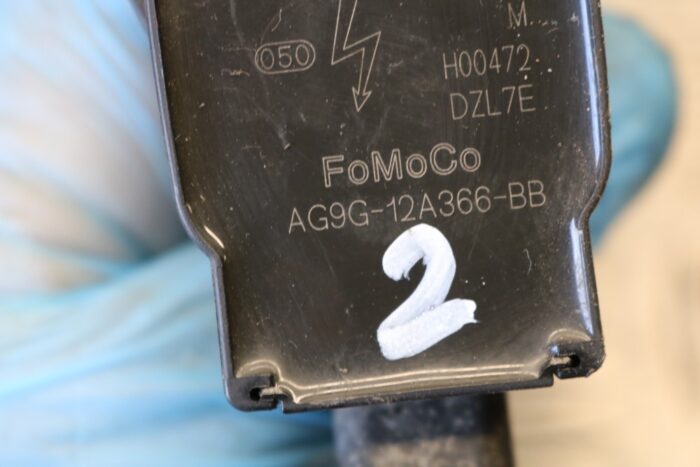 M
050
H00472
DZL7E
FoMoCo
AG9G-12A366-BB
2